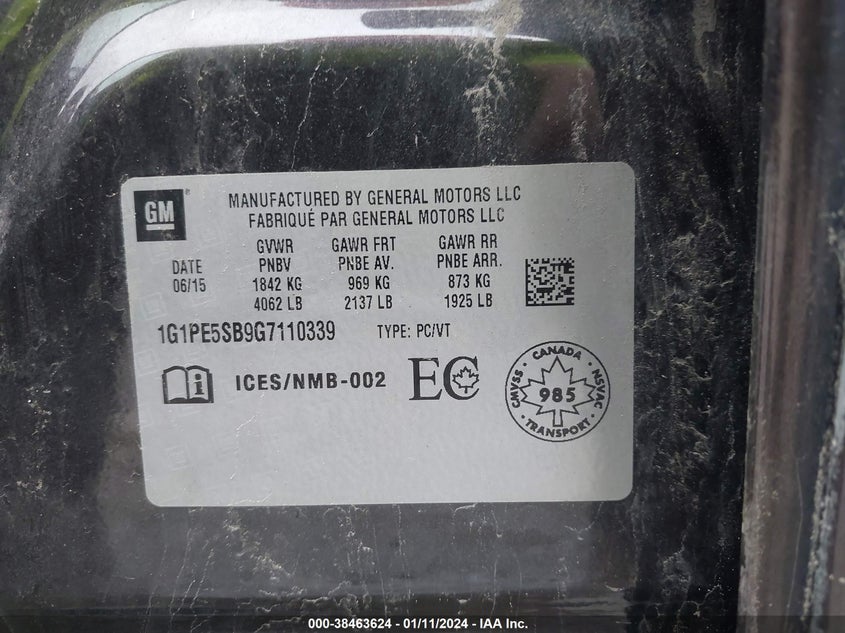 GM ®
MANUFACTURED BY GENERAL MOTORS LLC
FABRIQUÉ PAR GENERAL MOTORS LLC
GVWR GAWR FRT GAWR RR
DATE PNBV PNBE AV. PNBE ARR.
06/15 1842 KG 969 KG 873 KG
4062 LB 2137 LB 1925 LB
1G1PE5SB9G7110339 TYPE: PC/VT
i ICES/NMB-002 EC
CANADA
CMVSS 985 NSVAC
TRANSPORT
000-38463624 - 01/11/2024 - IAA Inc.